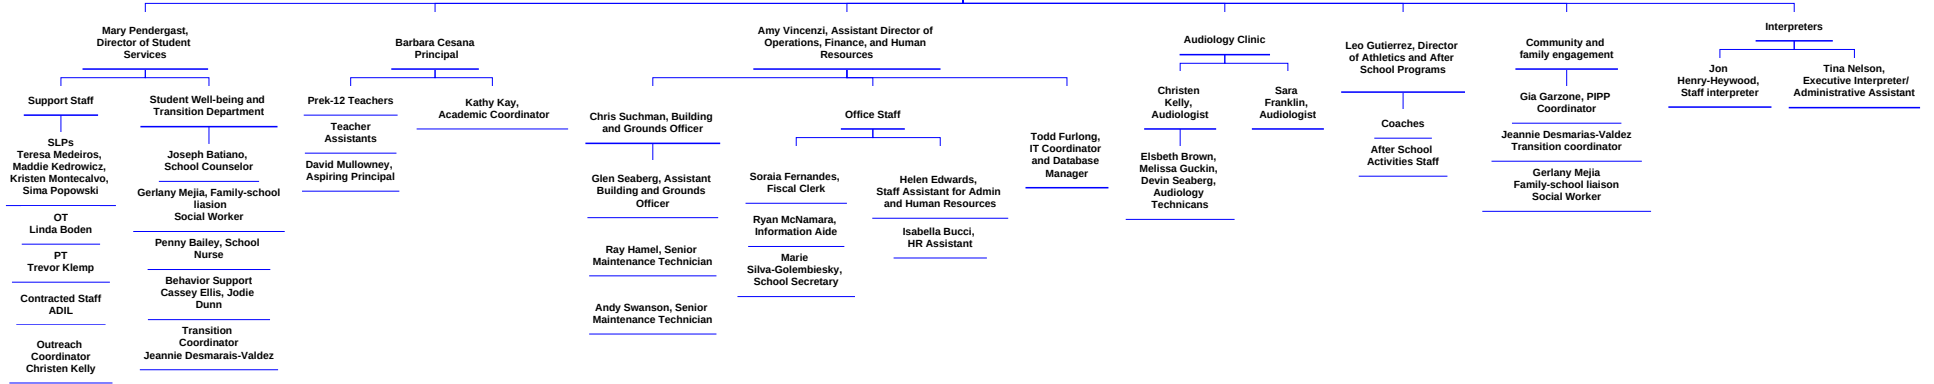 Mary Pendergast,
Director of Student
Services
Support Staff
SLPs
Teresa Medeiros,
Maddie Kedrowicz,
Kristen Montecalvo,
Sima Popowski
OT
Linda Boden
PT
Trevor Klemp
Contracted Staff
ADIL
Outreach
Coordinator
Christen Kelly
Student Well-being and
Transition Department
Joseph Batiano,
School Counselor
Gerlany Mejia, Family-school
liasion
Social Worker
Penny Bailey, School
Nurse
Behavior Support
Cassey Ellis, Jodie
Dunn
Transition
Coordinator
Jeannie Desmarais-Valdez
Barbara Cesana
Principal
Prek-12 Teachers
Teacher
Assistants
David Mullowney,
Aspiring Principal
Kathy Kay,
Academic Coordinator
Amy Vincenzi, Assistant Director of
Operations, Finance, and Human
Resources
Chris Suchman, Building
and Grounds Officer
Glen Seaberg, Assistant
Building and Grounds
Officer
Ray Hamel, Senior
Maintenance Technician
Andy Swanson, Senior
Maintenance Technician
Office Staff
Soraia Fernandes,
Fiscal Clerk
Ryan McNamara,
Information Aide
Marie
Silva-Golembiesky,
School Secretary
Helen Edwards,
Staff Assistant for Admin
and Human Resources
Isabella Bucci,
HR Assistant
Todd Furlong,
IT Coordinator
and Database
Manager
Audiology Clinic
Christen
Kelly,
Audiologist
Elsbeth Brown,
Melissa Guckin,
Devin Seaberg,
Audiology
Technicans
Sara
Franklin,
Audiologist
Leo Gutierrez, Director
of Athletics and After
School Programs
Coaches
After School
Activities Staff
Community and
family engagement
Gia Garzone, PIPP
Coordinator
Jeannie Desmarias-Valdez
Transition coordinator
Gerlany Mejia
Family-school liaison
Social Worker
Interpreters
Jon
Henry-Heywood,
Staff interpreter
Tina Nelson,
Executive Interpreter/
Administrative Assistant